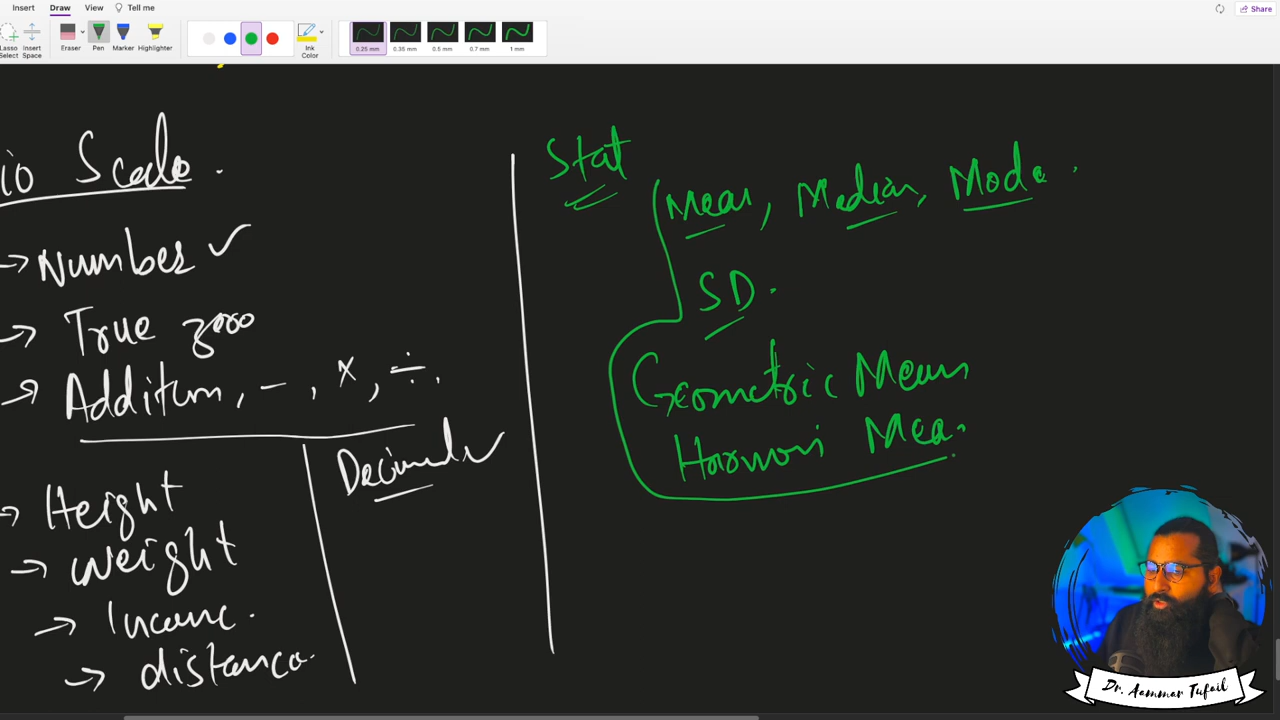 Insert Draw View Tell me Share
Lasso Select
Insert Space
Eraser Pen Marker Highlighter
Ink Color
0.25 mm 0.35 mm 0.5 mm 0.7 mm 1 mm
io Scale.
→ Number ✓
→ True zero
→ Addition, -, ×, ÷,
→ Height
→ Weight
→ Income.
→ distance.
Decimal ✓
Stat
Mean, Median, Mode.
SD.
Geometric Mean
Harmoni Mea.
Dr. Aammar Tufail